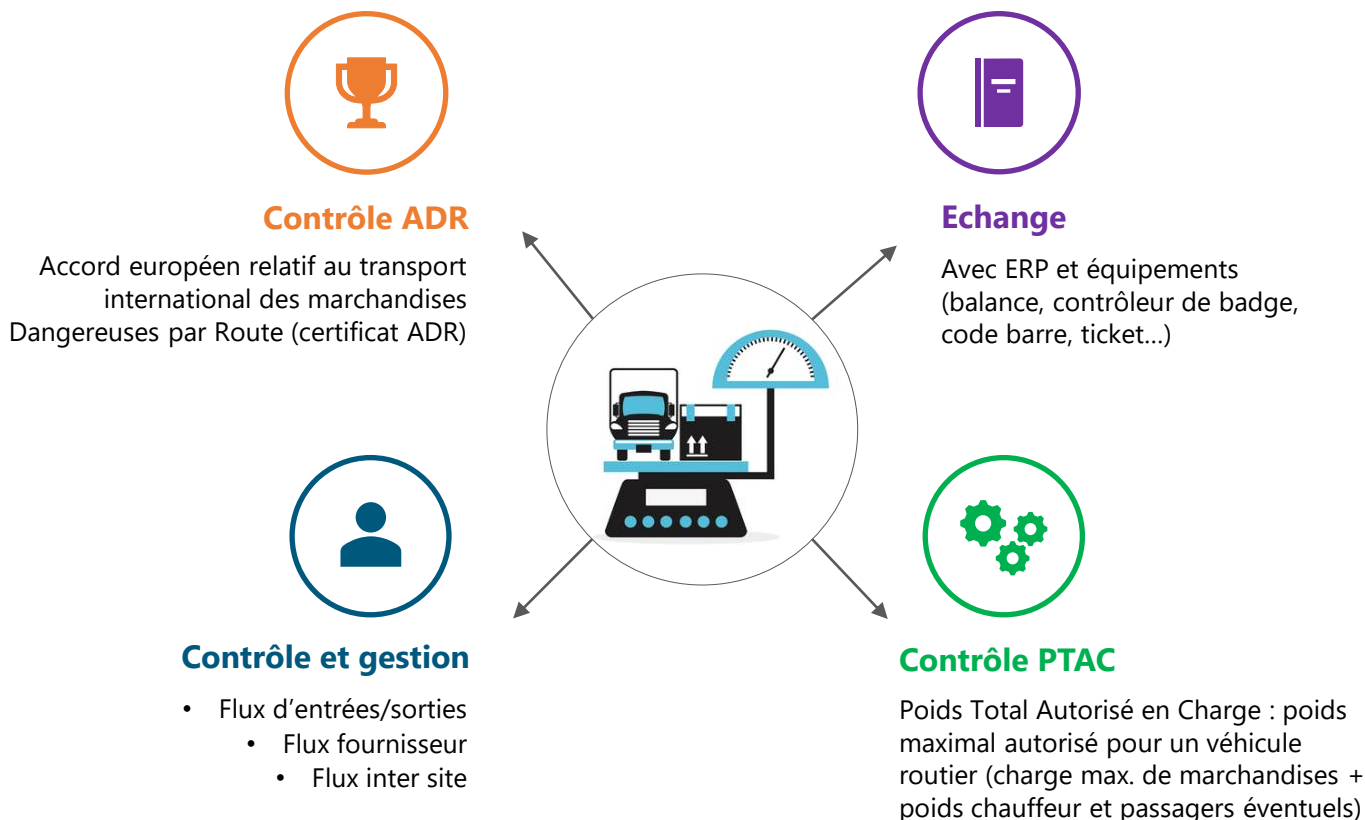 Contrôle ADR
Accord européen relatif au transport
international des marchandises
Dangereuses par Route (certificat ADR)
Echange
Avec ERP et équipements
(balance, contrôleur de badge,
code barre, ticket…)
Contrôle et gestion
• Flux d’entrées/sorties
• Flux fournisseur
• Flux inter site
Contrôle PTAC
Poids Total Autorisé en Charge : poids
maximal autorisé pour un véhicule
routier (charge max. de marchandises +
poids chauffeur et passagers éventuels)